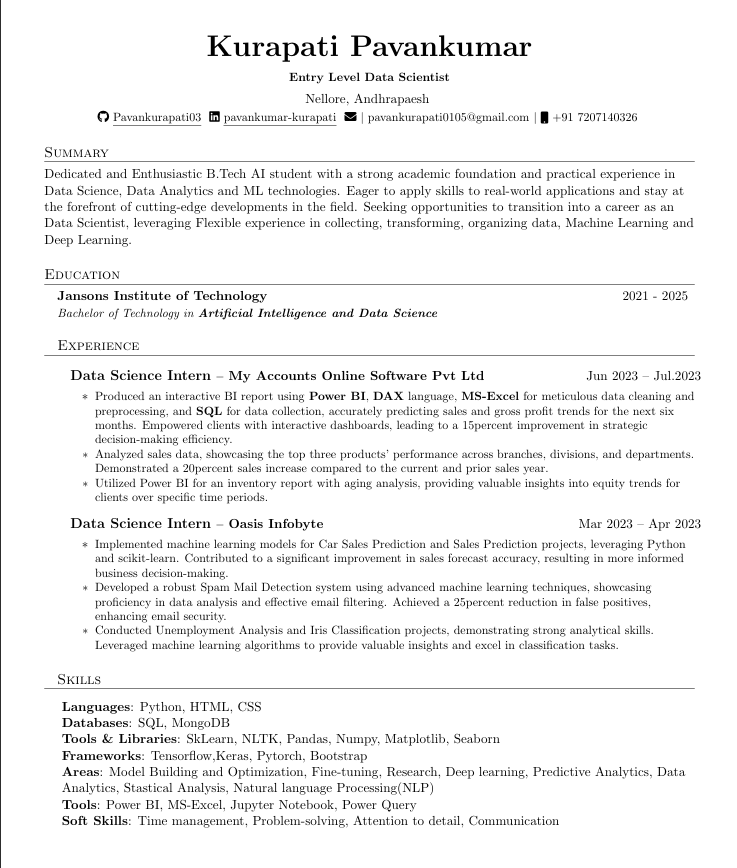 Kurapati Pavankumar
Entry Level Data Scientist
Nellore, Andhrapaesh
Pavankurapati03 pavankumar-kurapati | pavankurapati0105@gmail.com | +91 7207140326
Summary
Dedicated and Enthusiastic B.Tech AI student with a strong academic foundation and practical experience in
Data Science, Data Analytics and ML technologies. Eager to apply skills to real-world applications and stay at
the forefront of cutting-edge developments in the field. Seeking opportunities to transition into a career as an
Data Scientist, leveraging Flexible experience in collecting, transforming, organizing data, Machine Learning and
Deep Learning.
Education
Jansons Institute of Technology 2021 - 2025
Bachelor of Technology in Artificial Intelligence and Data Science
Experience
Data Science Intern – My Accounts Online Software Pvt Ltd Jun 2023 – Jul.2023
* Produced an interactive BI report using Power BI, DAX language, MS-Excel for meticulous data cleaning and
preprocessing, and SQL for data collection, accurately predicting sales and gross profit trends for the next six
months. Empowered clients with interactive dashboards, leading to a 15percent improvement in strategic
decision-making efficiency.
* Analyzed sales data, showcasing the top three products' performance across branches, divisions, and departments.
Demonstrated a 20percent sales increase compared to the current and prior sales year.
* Utilized Power BI for an inventory report with aging analysis, providing valuable insights into equity trends for
clients over specific time periods.
Data Science Intern – Oasis Infobyte Mar 2023 – Apr 2023
* Implemented machine learning models for Car Sales Prediction and Sales Prediction projects, leveraging Python
and scikit-learn. Contributed to a significant improvement in sales forecast accuracy, resulting in more informed
business decision-making.
* Developed a robust Spam Mail Detection system using advanced machine learning techniques, showcasing
proficiency in data analysis and effective email filtering. Achieved a 25percent reduction in false positives,
enhancing email security.
* Conducted Unemployment Analysis and Iris Classification projects, demonstrating strong analytical skills.
Leveraged machine learning algorithms to provide valuable insights and excel in classification tasks.
Skills
Languages: Python, HTML, CSS
Databases: SQL, MongoDB
Tools & Libraries: SkLearn, NLTK, Pandas, Numpy, Matplotlib, Seaborn
Frameworks: Tensorflow,Keras, Pytorch, Bootstrap
Areas: Model Building and Optimization, Fine-tuning, Research, Deep learning, Predictive Analytics, Data
Analytics, Stastical Analysis, Natural language Processing(NLP)
Tools: Power BI, MS-Excel, Jupyter Notebook, Power Query
Soft Skills: Time management, Problem-solving, Attention to detail, Communication